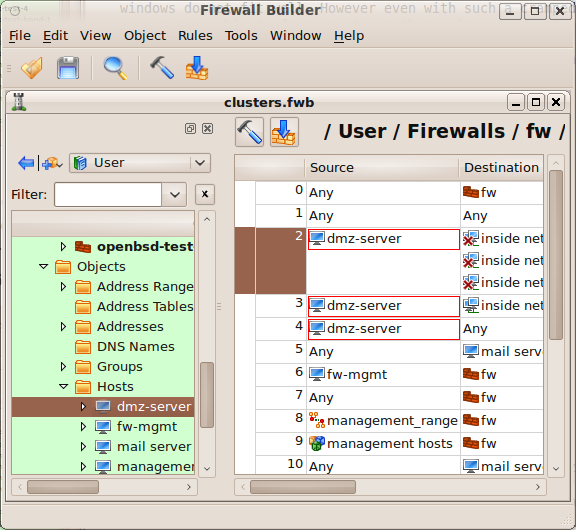 windows do However even with such a
Firewall Builder
File Edit View Object Rules Tools Window Help
clusters.fwb
/ User / Firewalls / fw /
User
Filter:
openbsd-test
Objects
Address Range
Address Tables
Addresses
DNS Names
Groups
Hosts
dmz-server
fw-mgmt
mail server
manageme
Source Destination
0 Any fw
1 Any Any
2 dmz-server inside net
inside net
inside net
3 dmz-server inside net
4 dmz-server Any
5 Any mail serv
6 fw-mgmt fw
7 Any fw
8 management_range fw
9 management hosts fw
10 Any mail serv